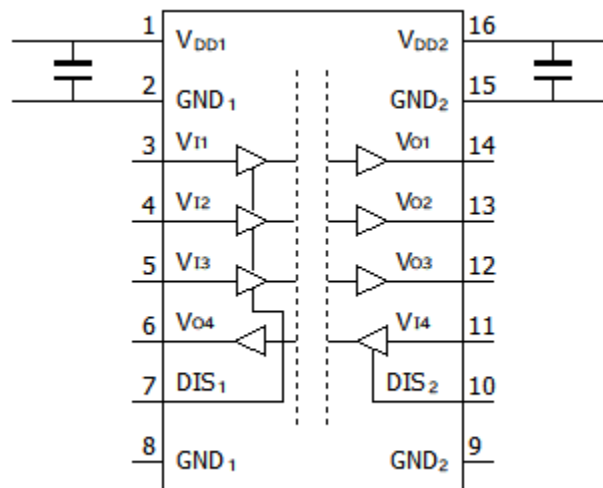 1 VDD1 VDD2 16
2 GND1 GND2 15
3 VI1 VO1 14
4 VI2 VO2 13
5 VI3 VO3 12
6 VO4 VI4 11
7 DIS1 DIS2 10
8 GND1 GND2 9